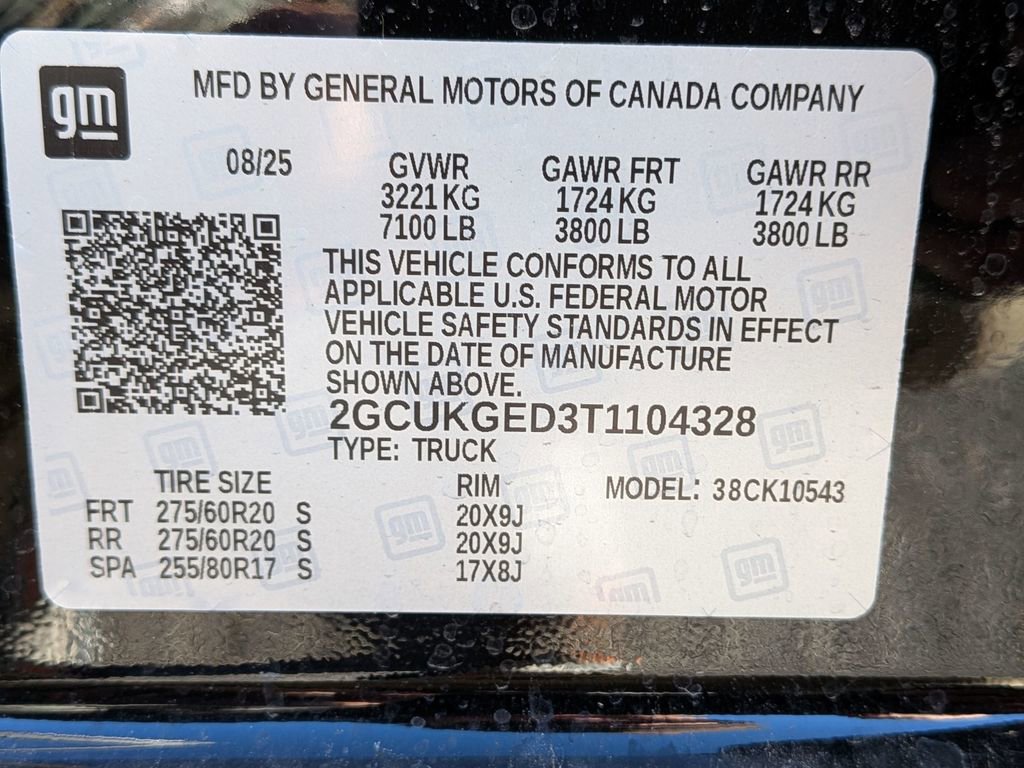 gm
MFD BY GENERAL MOTORS OF CANADA COMPANY
08/25 GVWR GAWR FRT GAWR RR
3221 KG 1724 KG 1724 KG
7100 LB 3800 LB 3800 LB
THIS VEHICLE CONFORMS TO ALL
APPLICABLE U.S. FEDERAL MOTOR
VEHICLE SAFETY STANDARDS IN EFFECT
ON THE DATE OF MANUFACTURE
SHOWN ABOVE.
2GCUKGED3T1104328
TYPE: TRUCK
TIRE SIZE RIM MODEL: 38CK10543
FRT 275/60R20 S 20X9J
RR 275/60R20 S 20X9J
SPA 255/80R17 S 17X8J